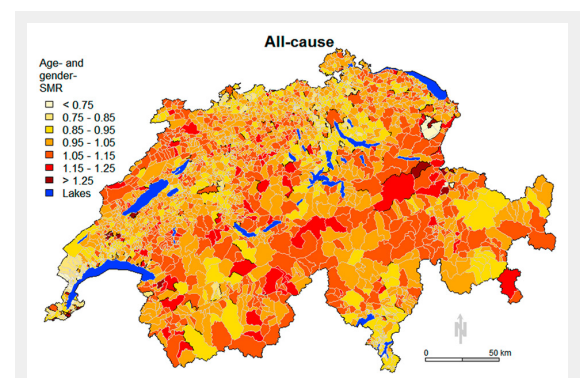 All-cause
Age- and
gender-
SMR
< 0.75
0.75 - 0.85
0.85 - 0.95
0.95 - 1.05
1.05 - 1.15
1.15 - 1.25
> 1.25
Lakes
N
0 50 km